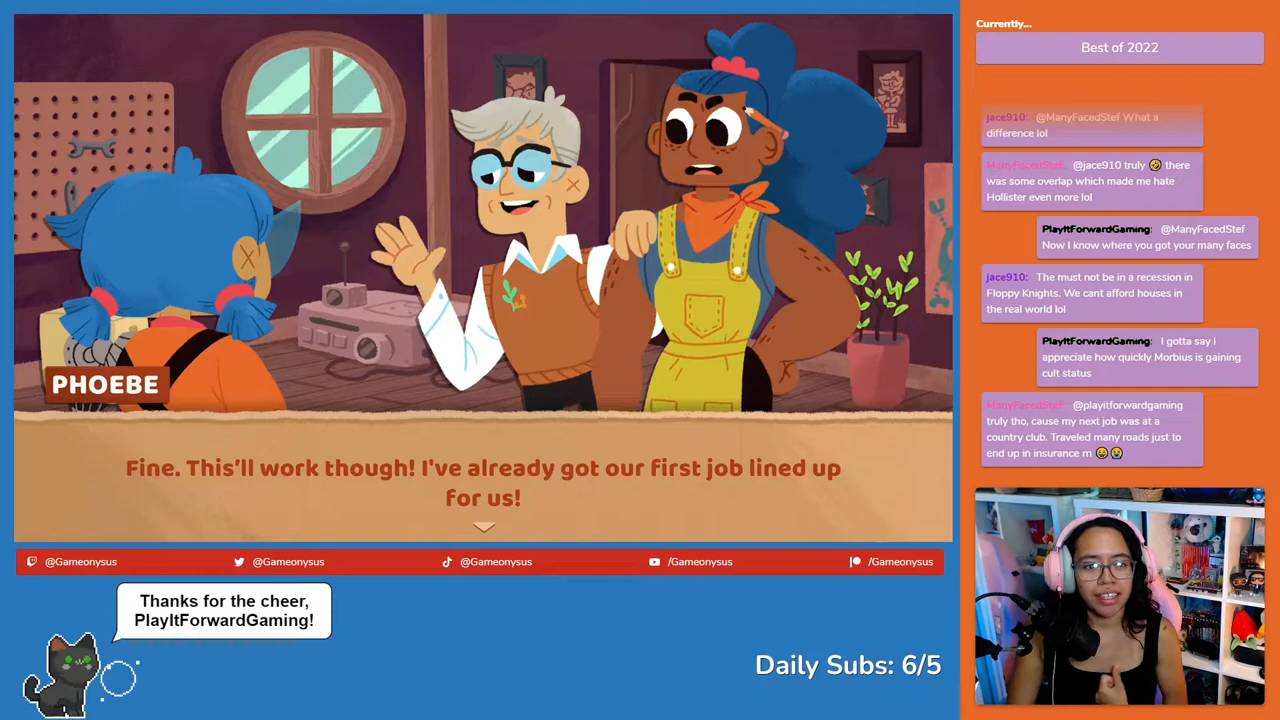 PHOEBE
Fine. This'll work though! I've already got our first job lined up
for us!
@Gameonysus
@Gameonysus
@Gameonysus
/Gameonysus
/Gameonysus
Thanks for the cheer,
PlayItForwardGaming!
Daily Subs: 6/5
Currently...
Best of 2022
jace910: @ManyFacedStef What a
difference lol
ManyFacedStef: @jace910 truly 🤣 there
was some overlap which made me hate
Hollister even more lol
PlayItForwardGaming: @ManyFacedStef
Now I know where you got your many faces
jace910: The must not be in a recession in
Floppy Knights. We cant afford houses in
the real world lol
PlayItForwardGaming: I gotta say I
appreciate how quickly Morbius is gaining
cult status
ManyFacedStef: @playitforwardgaming
truly tho, cause my next job was at a
country club. Traveled many roads just to
end up in insurance rn 😂 😭